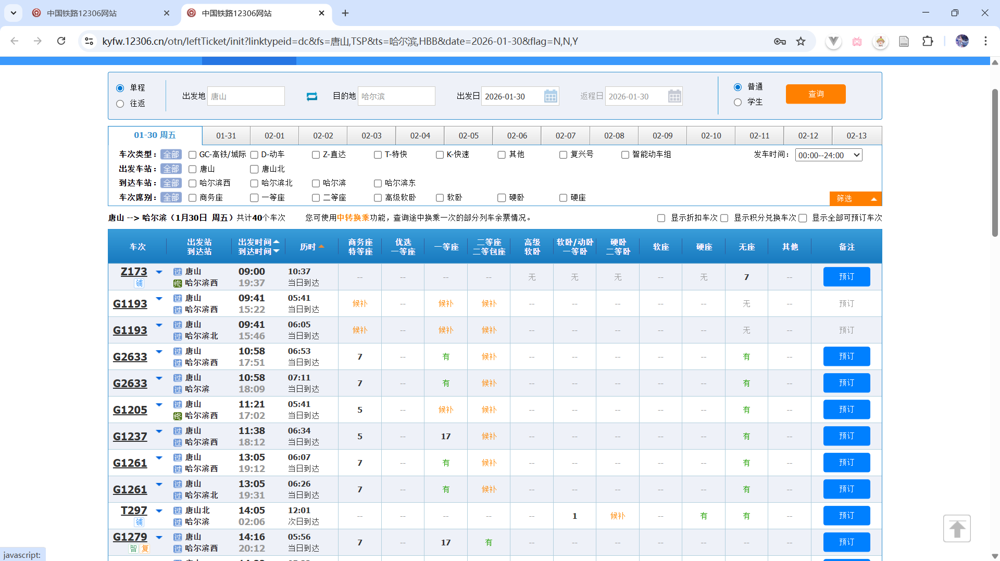 中国铁路12306网站
中国铁路12306网站
kyfw.12306.cn/otn/leftTicket/init?linktypeid=dc&fs=唐山,TSP&ts=哈尔滨,HBB&date=2026-01-30&flag=N,N,Y
单程
往返
出发地 唐山 目的地 哈尔滨 出发日 2026-01-30 返程日 2026-01-30
普通
学生
查询
01-30 周五 01-31 02-01 02-02 02-03 02-04 02-05 02-06 02-07 02-08 02-09 02-10 02-11 02-12 02-13
车次类型： 全部 GC-高铁/城际 D-动车 Z-直达 T-特快 K-快速 其他 复兴号 智能动车组 发车时间： 00:00--24:00
出发车站： 全部 唐山 唐山北
到达车站： 全部 哈尔滨西 哈尔滨北 哈尔滨 哈尔滨东
车次席别： 全部 商务座 一等座 二等座 高级软卧 软卧 硬卧 硬座 筛选
唐山 --> 哈尔滨（1月30日 周五）共计40个车次 您可使用中转换乘功能，查询途中换乘一次的部分列车余票情况。 显示折扣车次 显示积分兑换车次 显示全部可预订车次
车次 出发站 出发时间 历时 商务座 优选 一等座 二等座 高级 软卧/动卧 硬卧 软座 硬座 无座 其他 备注
到达站 到达时间 特等座 一等座 二等包座 软卧 一等卧 二等卧
Z173 过 唐山 09:00 10:37 -- -- -- -- 无 无 无 -- 无 7 -- 预订
铺 终 哈尔滨西 19:37 当日到达
G1193 过 唐山 09:41 05:41 候补 -- 候补 候补 -- -- -- -- -- 无 -- 预订
过 哈尔滨西 15:22 当日到达
G1193 过 唐山 09:41 06:05 候补 -- 候补 候补 -- -- -- -- -- 无 -- 预订
过 哈尔滨北 15:46 当日到达
G2633 过 唐山 10:58 06:53 7 -- 有 候补 -- -- -- -- -- 有 -- 预订
过 哈尔滨西 17:51 当日到达
G2633 过 唐山 10:58 07:11 7 -- 有 候补 -- -- -- -- -- 有 -- 预订
过 哈尔滨 18:09 当日到达
G1205 过 唐山 11:21 05:41 5 -- 候补 候补 -- -- -- -- -- 有 -- 预订
终 哈尔滨西 17:02 当日到达
G1237 过 唐山 11:38 06:34 5 -- 17 候补 -- -- -- -- -- 有 -- 预订
过 哈尔滨西 18:12 当日到达
G1261 过 唐山 13:05 06:07 7 -- 有 候补 -- -- -- -- -- 有 -- 预订
过 哈尔滨西 19:12 当日到达
G1261 过 唐山 13:05 06:26 7 -- 有 候补 -- -- -- -- -- 有 -- 预订
过 哈尔滨北 19:31 当日到达
T297 过 唐山北 14:05 12:01 -- -- -- -- -- 1 候补 -- 有 有 -- 预订
铺 过 哈尔滨 02:06 次日到达
G1279 过 唐山 14:16 05:56 7 -- 17 有 -- -- -- -- -- -- -- 预订
智 复 过 哈尔滨西 20:12 当日到达
javascript: